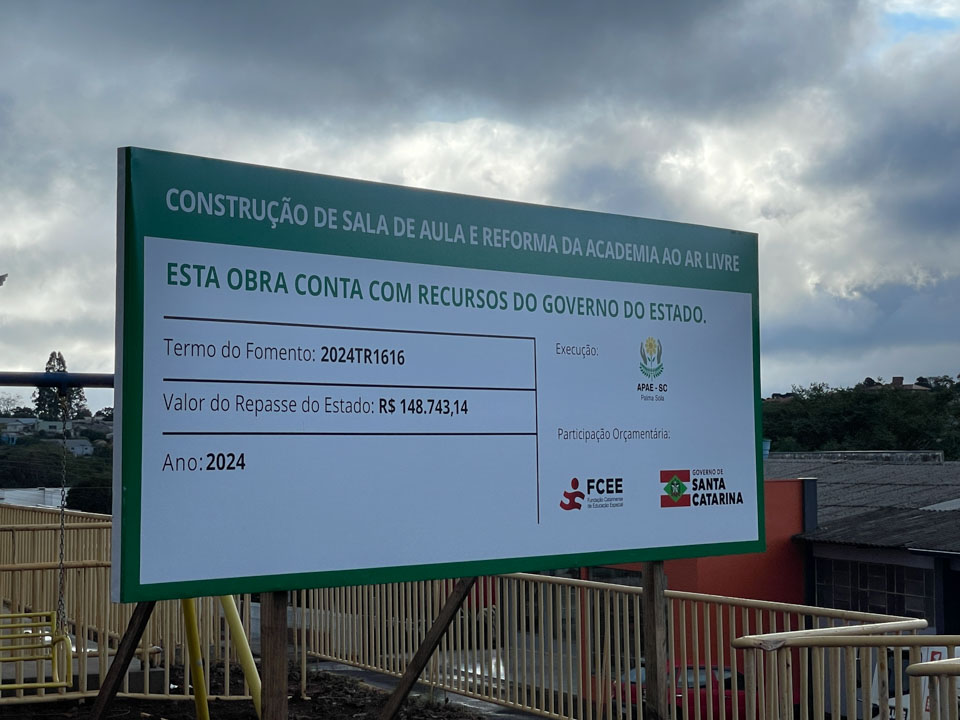 CONSTRUÇÃO DE SALA DE AULA E REFORMA DA ACADEMIA AO AR LIVRE
ESTA OBRA CONTA COM RECURSOS DO GOVERNO DO ESTADO.
Termo do Fomento: 2024TR1616
Valor do Repasse do Estado: R$ 148.743,14
Ano: 2024
Execução:
APAE - SC
Palma Sola
Participação Orçamentária:
FCEE
Fundação Catarinense
de Educação Especial
GOVERNO DE
SANTA
CATARINA